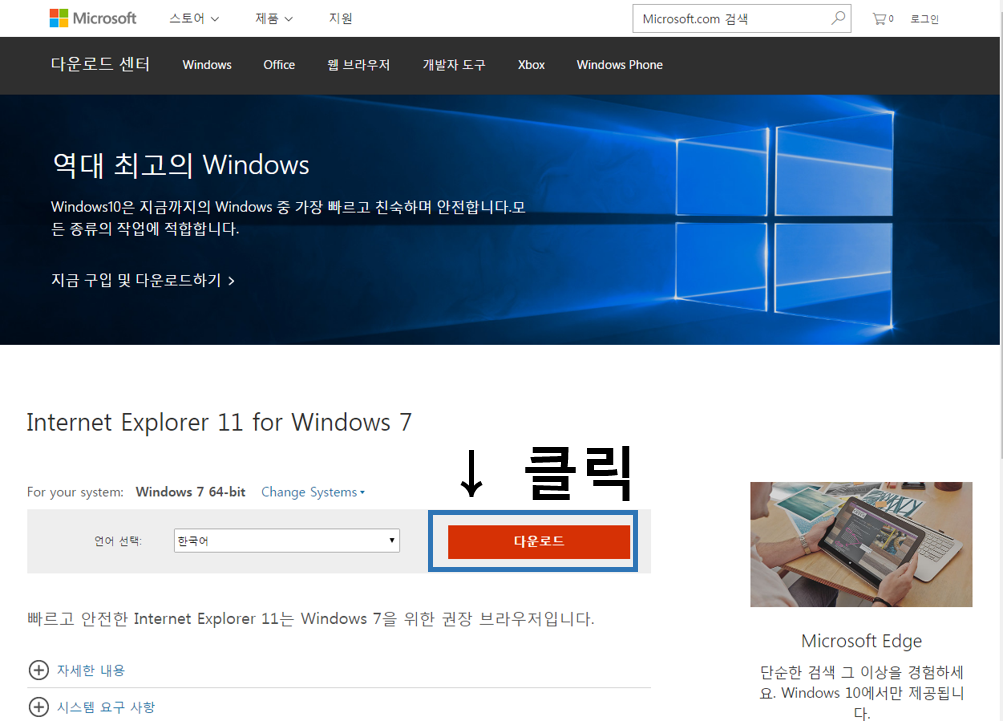 Microsoft 스토어 제품 지원 Microsoft.com 검색 0 로그인
다운로드 센터 Windows Office 웹 브라우저 개발자 도구 Xbox Windows Phone
역대 최고의 Windows
Windows10은 지금까지의 Windows 중 가장 빠르고 친숙하며 안전합니다.모
든 종류의 작업에 적합합니다.
지금 구입 및 다운로드하기 >
Internet Explorer 11 for Windows 7
↓ 클릭
For your system: Windows 7 64-bit Change Systems
언어 선택: 한국어 다운로드
빠르고 안전한 Internet Explorer 11는 Windows 7을 위한 권장 브라우저입니다.
자세한 내용
시스템 요구 사항
Microsoft Edge
단순한 검색 그 이상을 경험하세
요. Windows 10에서만 제공됩니
다.